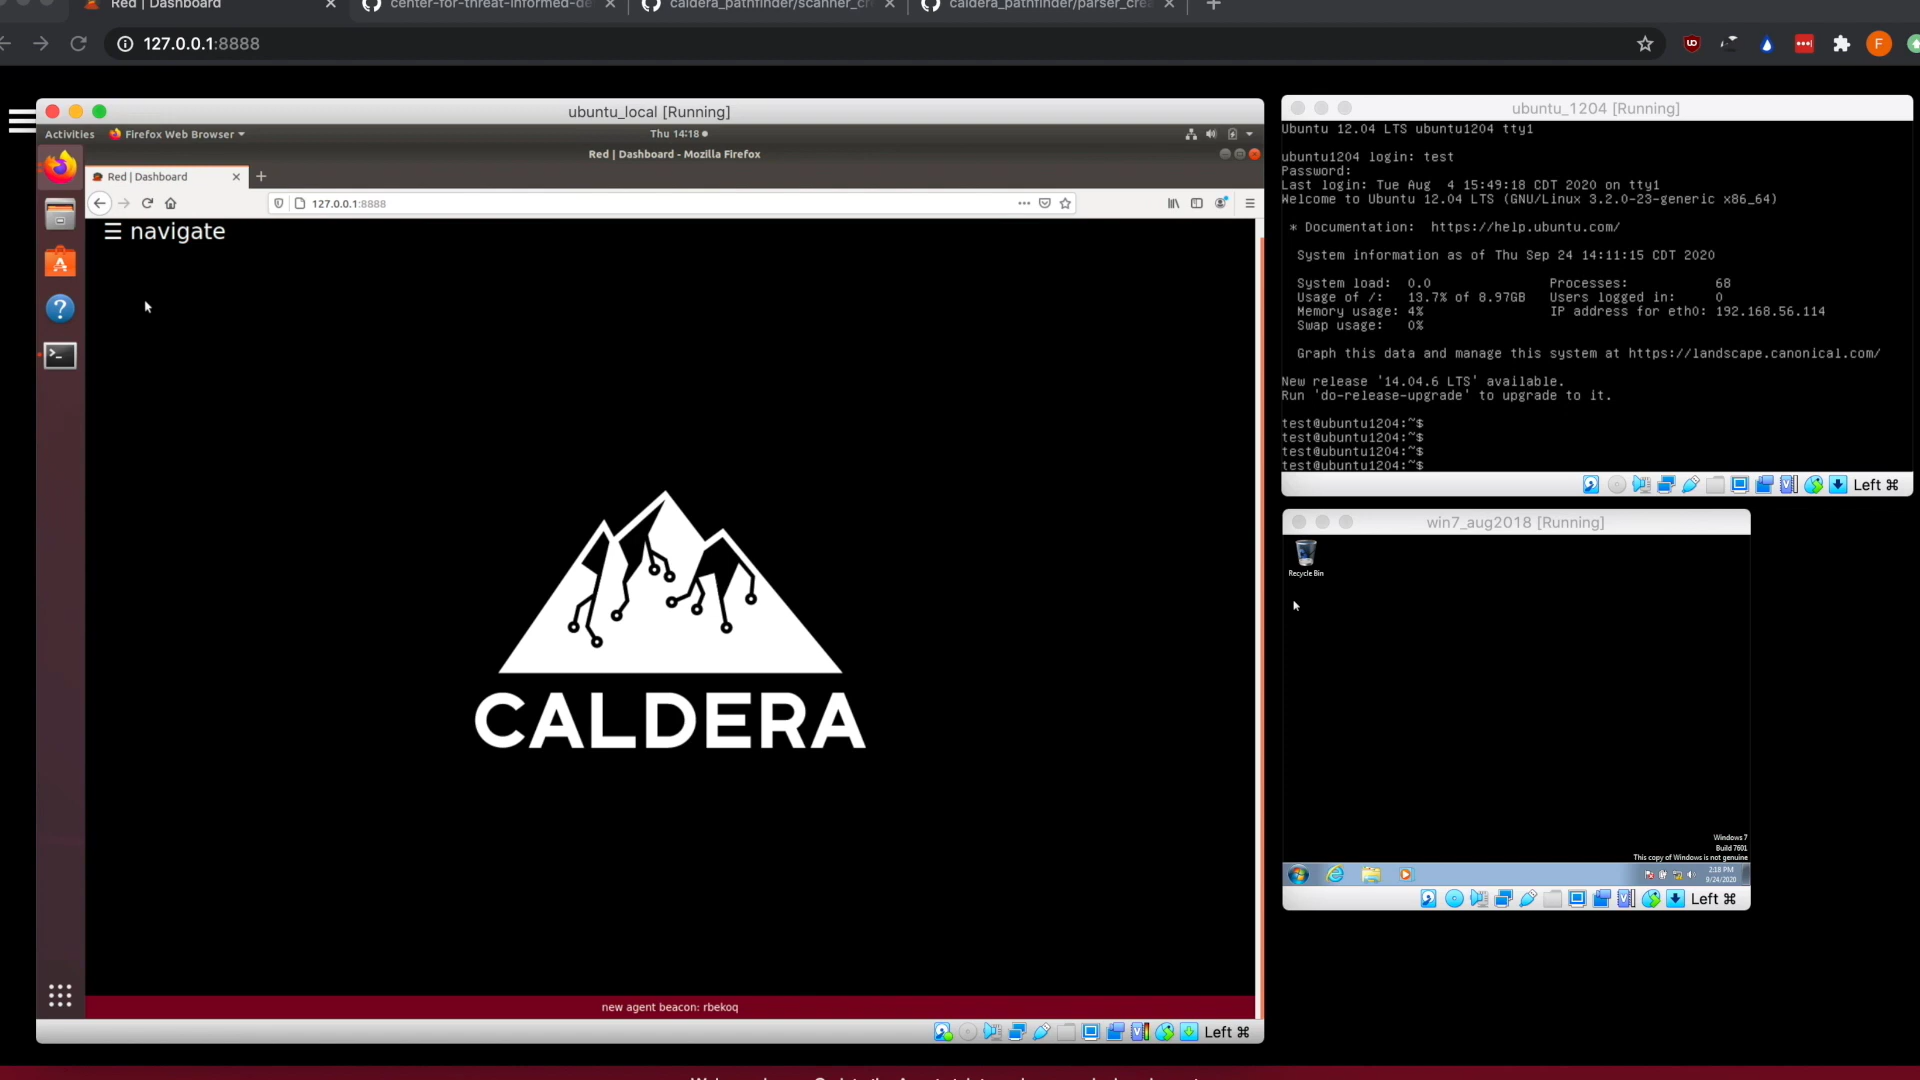 Red | Dashboard
center-for-threat-informed-de
caldera_pathfinder/scanner_cr
caldera_pathfinder/parser_crea
127.0.0.1:8888
F
ubuntu_local [Running]
Activities Firefox Web Browser Thu 14:18
Red | Dashboard - Mozilla Firefox
Red | Dashboard
127.0.0.1:8888
☰ navigate
CALDERA
new agent beacon: rbekoq
Left ⌘
ubuntu_1204 [Running]
Ubuntu 12.04 LTS ubuntu1204 tty1
ubuntu1204 login: test
Password:
Last login: Tue Aug  4 15:49:18 CDT 2020 on tty1
Welcome to Ubuntu 12.04 LTS (GNU/Linux 3.2.0-23-generic x86_64)
* Documentation:  https://help.ubuntu.com/
System information as of Thu Sep 24 14:11:15 CDT 2020
System load:  0.0  Processes:  68
Usage of /:  13.7% of 8.97GB  Users logged in:  0
Memory usage: 4%  IP address for eth0: 192.168.56.114
Swap usage:  0%
Graph this data and manage this system at https://landscape.canonical.com/
New release '14.04.6 LTS' available.
Run 'do-release-upgrade' to upgrade to it.
test@ubuntu1204:~$
test@ubuntu1204:~$
test@ubuntu1204:~$
test@ubuntu1204:~$
Left ⌘
win7_aug2018 [Running]
Recycle Bin
Windows 7
Build 7601
This copy of Windows is not genuine
2:18 PM
9/24/2020
Left ⌘